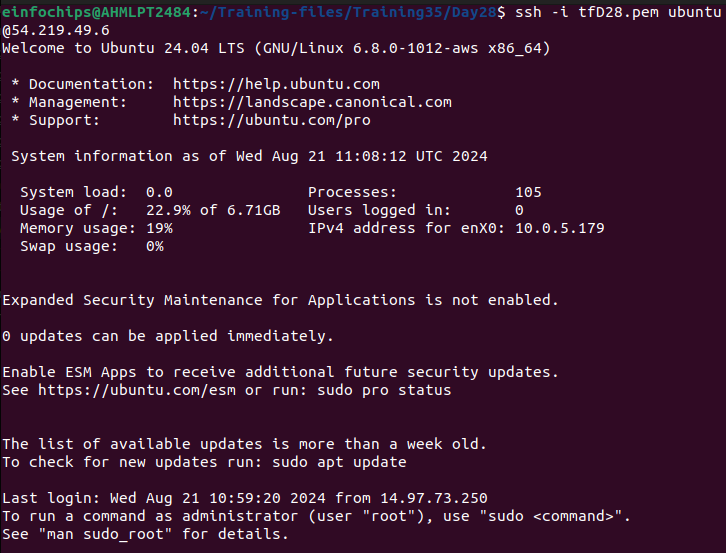 einfochips@AHMLPT2484:~/Training-files/Training35/Day28$ ssh -i tfD28.pem ubuntu
@54.219.49.6
Welcome to Ubuntu 24.04 LTS (GNU/Linux 6.8.0-1012-aws x86_64)
 * Documentation:  https://help.ubuntu.com
 * Management:     https://landscape.canonical.com
 * Support:        https://ubuntu.com/pro
 System information as of Wed Aug 21 11:08:12 UTC 2024
  System load:  0.0               Processes:             105
  Usage of /:   22.9% of 6.71GB   Users logged in:       0
  Memory usage: 19%               IPv4 address for enX0: 10.0.5.179
  Swap usage:   0%
Expanded Security Maintenance for Applications is not enabled.
0 updates can be applied immediately.
Enable ESM Apps to receive additional future security updates.
See https://ubuntu.com/esm or run: sudo pro status
The list of available updates is more than a week old.
To check for new updates run: sudo apt update
Last login: Wed Aug 21 10:59:20 2024 from 14.97.73.250
To run a command as administrator (user "root"), use "sudo <command>".
See "man sudo_root" for details.